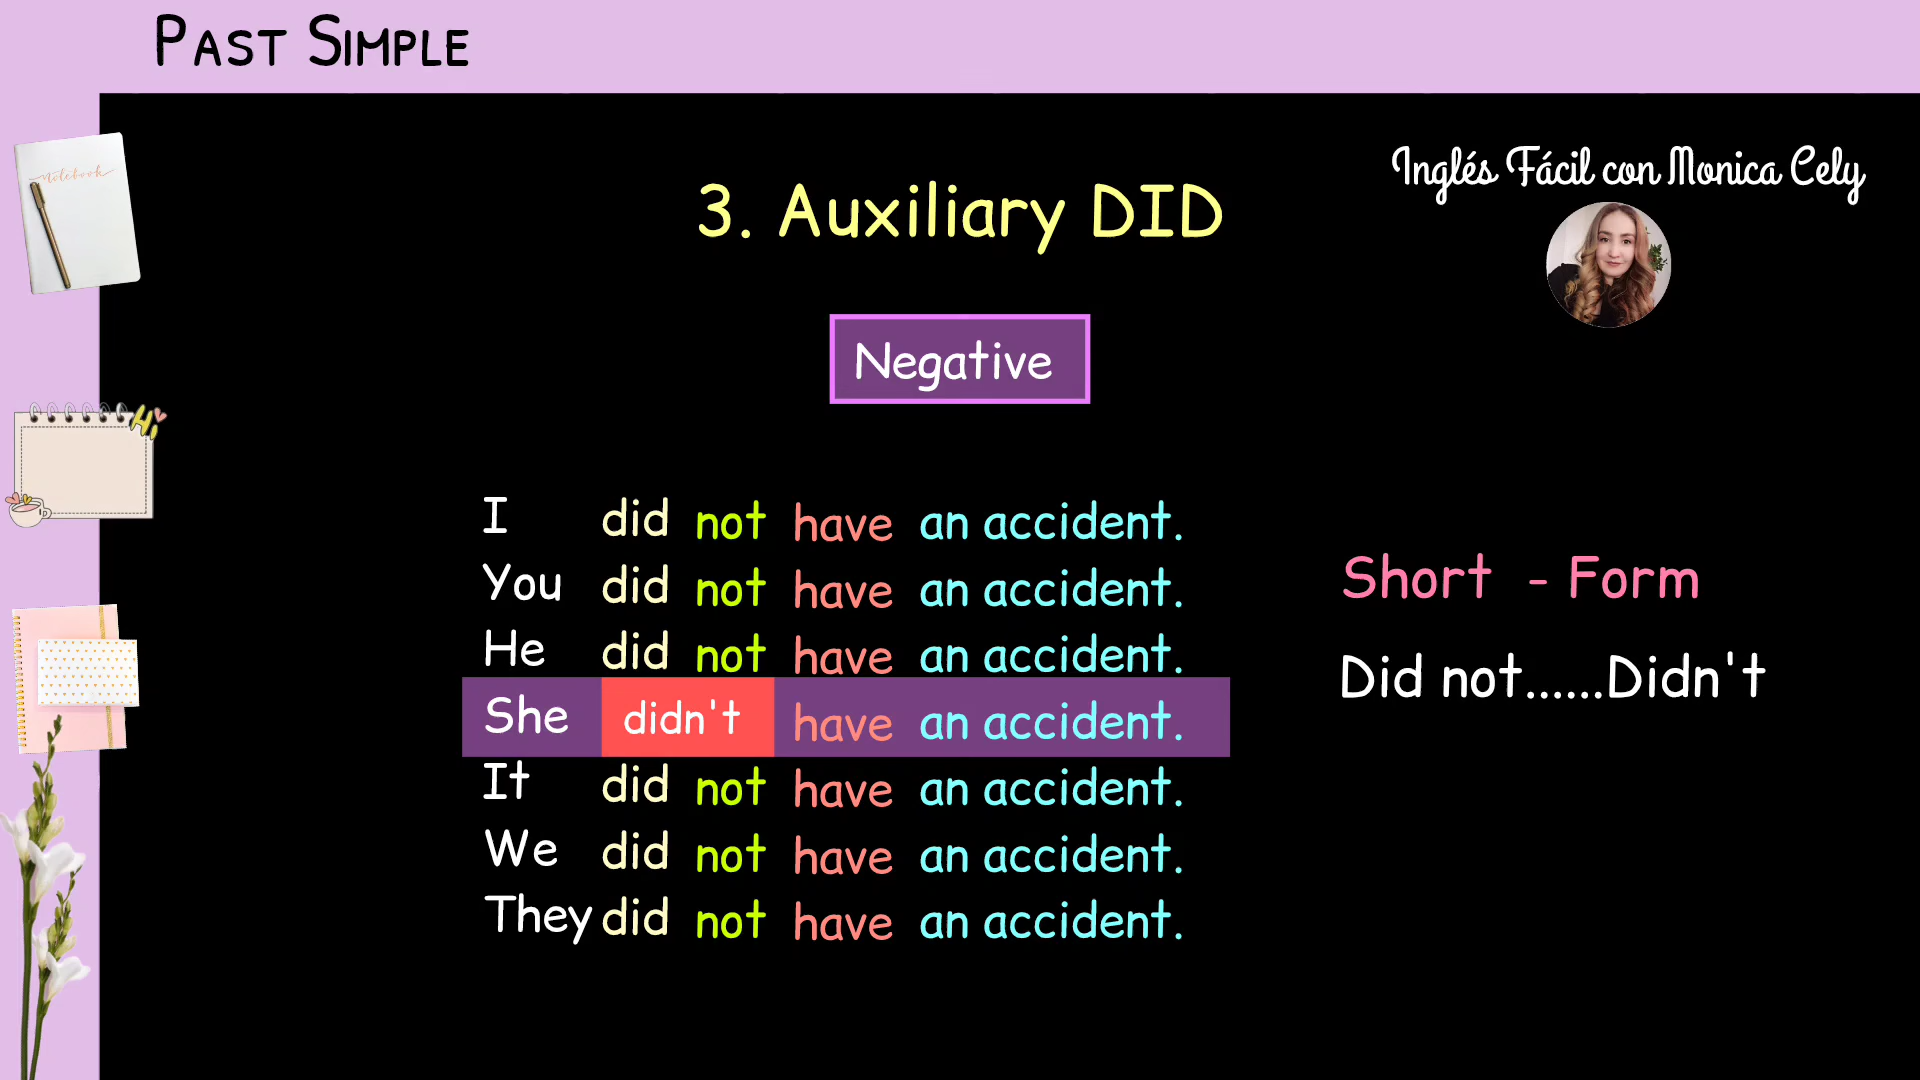 Past Simple
Inglés Fácil con Monica Cely
notebook
3. Auxiliary DID
Negative
Hi
I did not have an accident.
You did not have an accident.
He did not have an accident.
She didn't have an accident.
It did not have an accident.
We did not have an accident.
They did not have an accident.
Short - Form
Did not......Didn't